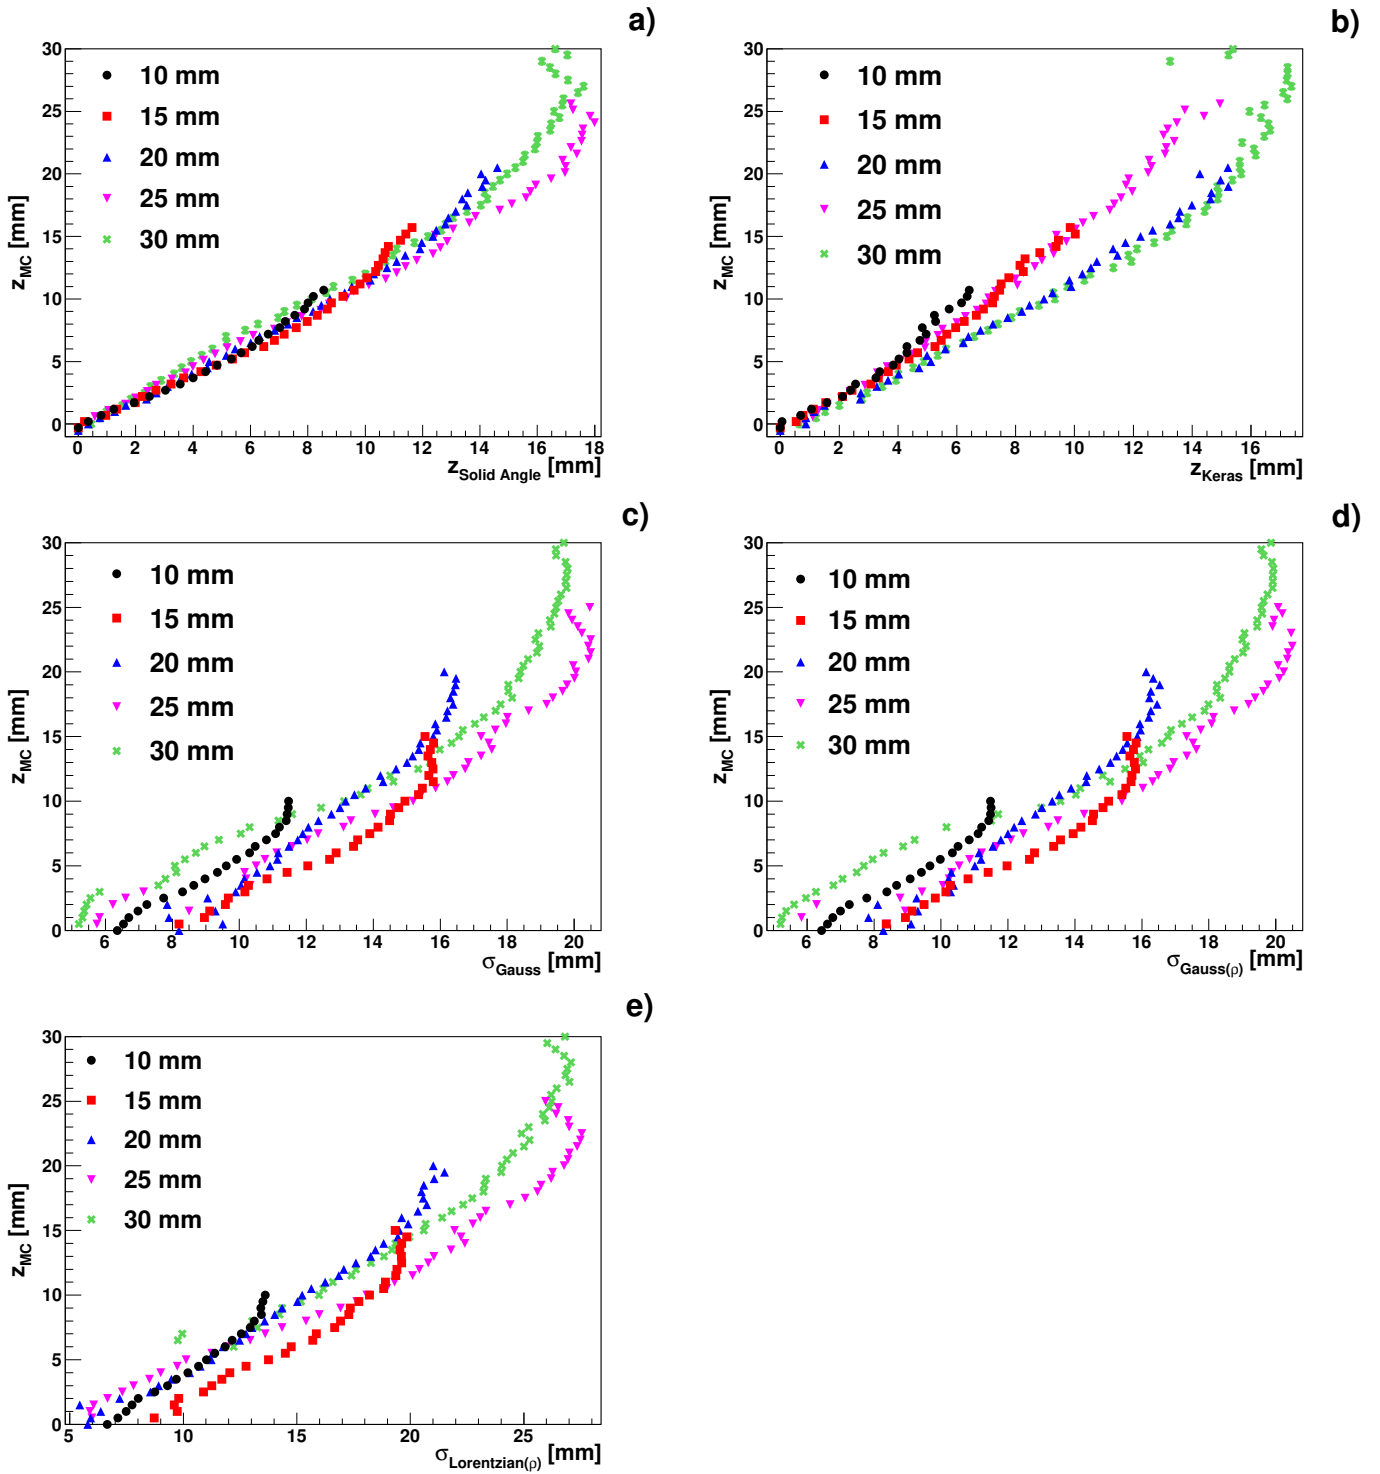 a)
30
25
20
15
10
5
0
z_MC [mm]
10 mm
15 mm
20 mm
25 mm
30 mm
0 2 4 6 8 10 12 14 16 18
z_Solid Angle [mm]
b)
30
25
20
15
10
5
0
z_MC [mm]
10 mm
15 mm
20 mm
25 mm
30 mm
0 2 4 6 8 10 12 14 16
z_Keras [mm]
c)
30
25
20
15
10
5
0
z_MC [mm]
10 mm
15 mm
20 mm
25 mm
30 mm
6 8 10 12 14 16 18 20
σ_Gauss [mm]
d)
30
25
20
15
10
5
0
z_MC [mm]
10 mm
15 mm
20 mm
25 mm
30 mm
6 8 10 12 14 16 18 20
σ_Gauss(ρ) [mm]
e)
30
25
20
15
10
5
0
z_MC [mm]
10 mm
15 mm
20 mm
25 mm
30 mm
5 10 15 20 25
σ_Lorentzian(ρ) [mm]